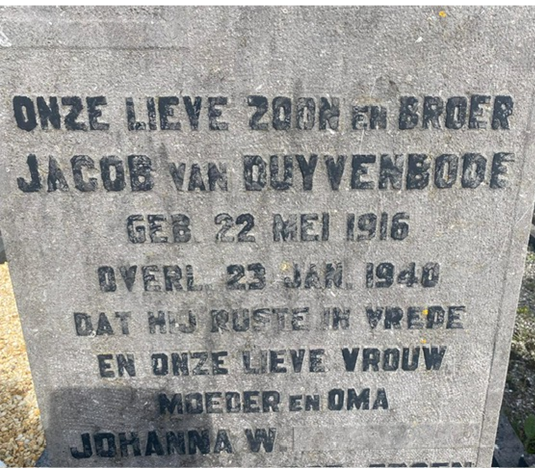 ONZE LIEVE ZOON EN BROER
JACOB VAN DUYVENBODE
GEB. 22 MEI 1916
OVERL. 23 JAN. 1940
DAT HIJ RUSTE IN VREDE
EN ONZE LIEVE VROUW
MOEDER EN OMA
JOHANNA W.